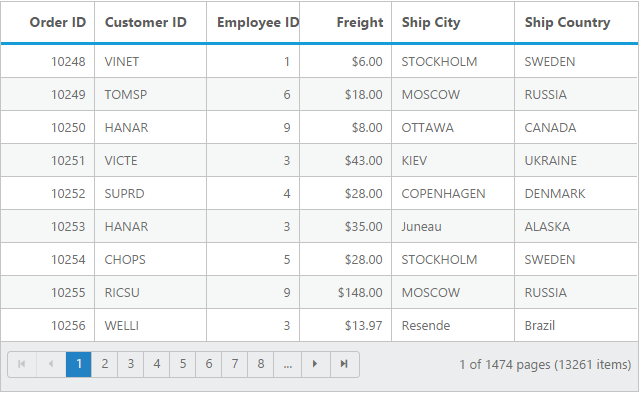 Order ID Customer ID Employee ID Freight Ship City Ship Country
10248 VINET 1 $6.00 STOCKHOLM SWEDEN
10249 TOMSP 6 $18.00 MOSCOW RUSSIA
10250 HANAR 9 $8.00 OTTAWA CANADA
10251 VICTE 3 $43.00 KIEV UKRAINE
10252 SUPRD 4 $28.00 COPENHAGEN DENMARK
10253 HANAR 3 $35.00 Juneau ALASKA
10254 CHOPS 5 $28.00 STOCKHOLM SWEDEN
10255 RICSU 9 $148.00 MOSCOW RUSSIA
10256 WELLI 3 $13.97 Resende Brazil
1 2 3 4 5 6 7 8 ... 1 of 1474 pages (13261 items)